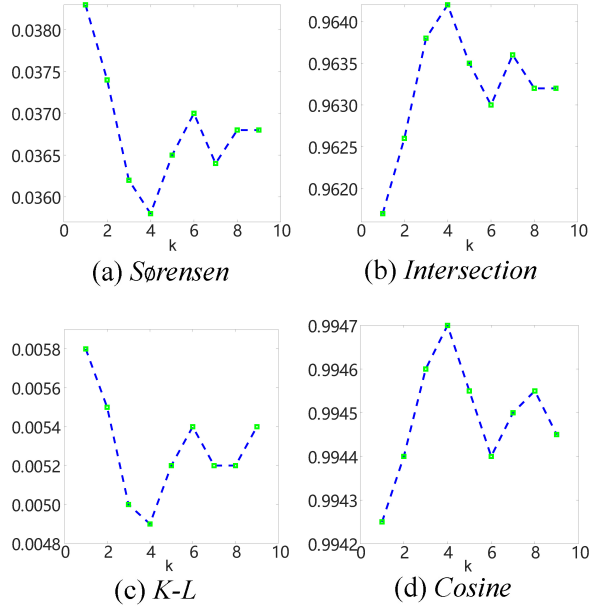 0.0383
0.0375
0.0370
0.0365
0.0360
0 2 4 6 8 10
k
(a) Sørensen
0.9640
0.9635
0.9630
0.9625
0.9620
0 2 4 6 8 10
k
(b) Intersection
0.0058
0.0056
0.0054
0.0052
0.0050
0.0048
0 2 4 6 8 10
k
(c) K-L
0.9947
0.9946
0.9945
0.9944
0.9943
0.9942
0 2 4 6 8 10
k
(d) Cosine